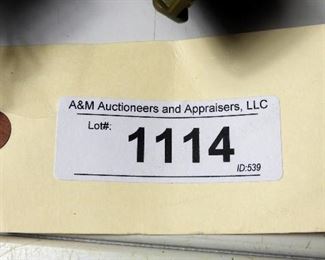 A&M Auctioneers and Appraisers, LLC
Lot#:
1114
ID:539